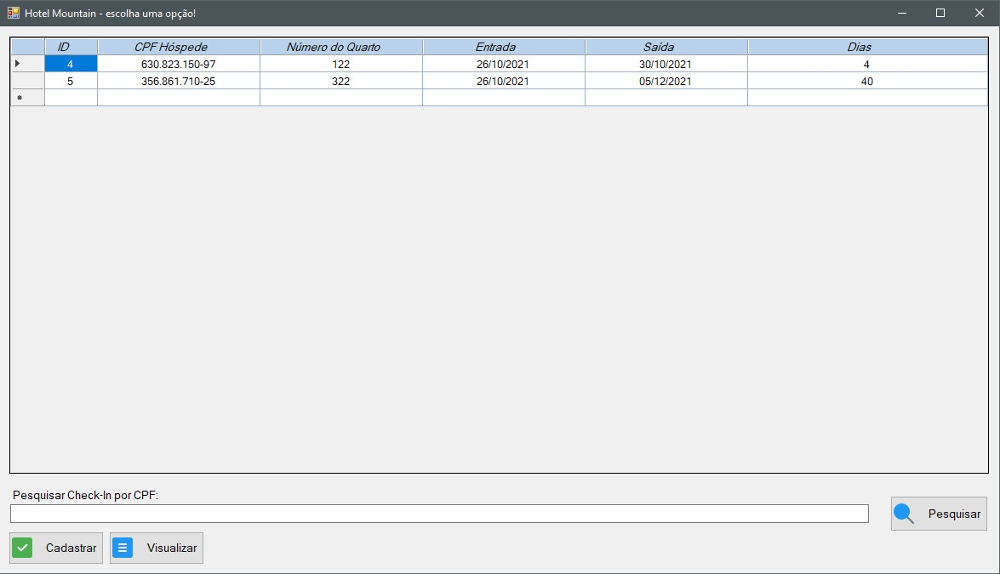 Hotel Mountain - escolha uma opção!
ID CPF Hóspede Número do Quarto Entrada Saída Dias
4 630.823.150-97 122 26/10/2021 30/10/2021 4
5 356.861.710-25 322 26/10/2021 05/12/2021 40
Pesquisar Check-In por CPF:
Pesquisar
Cadastrar Visualizar